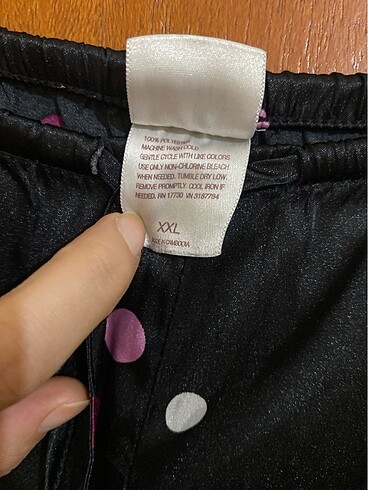 100% POLYESTER
MACHINE WASH COLD
GENTLE CYCLE WITH LIKE COLORS
USE ONLY NON-CHLORINE BLEACH
WHEN NEEDED. TUMBLE DRY LOW.
REMOVE PROMPTLY. COOL IRON IF
NEEDED. RN 17730 VN 3187784
XXL
MADE IN CAMBODIA